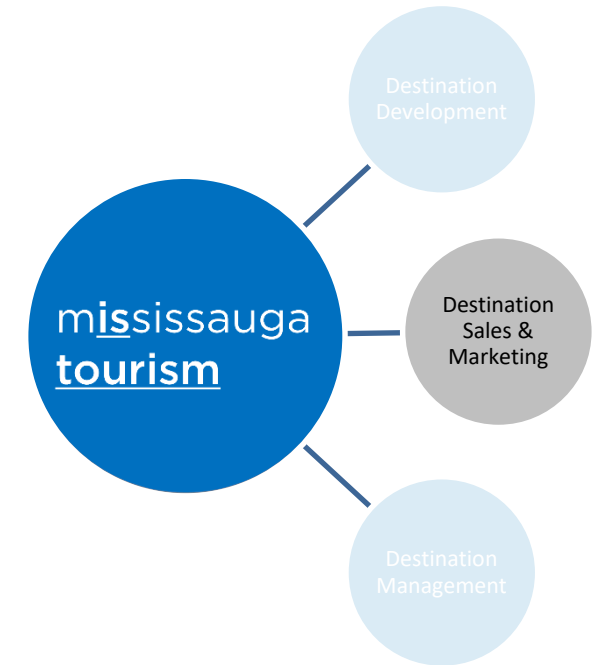 Destination
Development
mississauga
tourism
Destination
Sales &
Marketing
Destination
Management